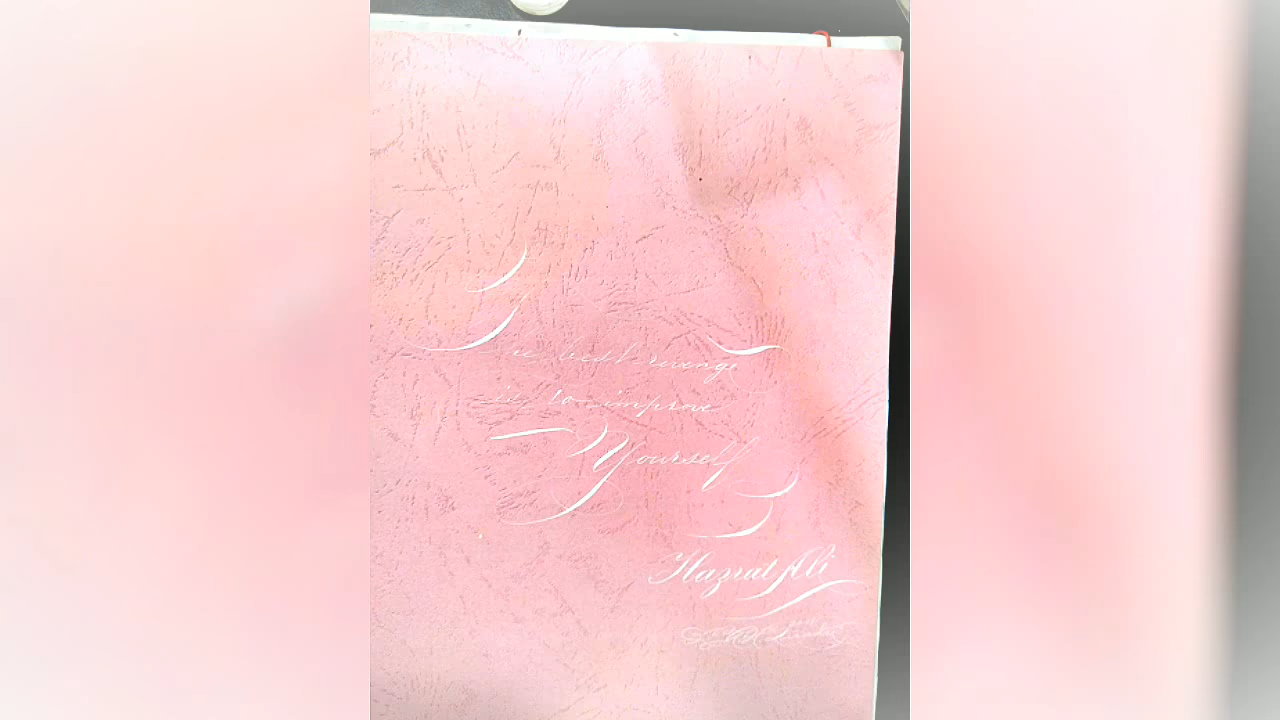 The best revenge
is to improve
Yourself
Hazrat Ali